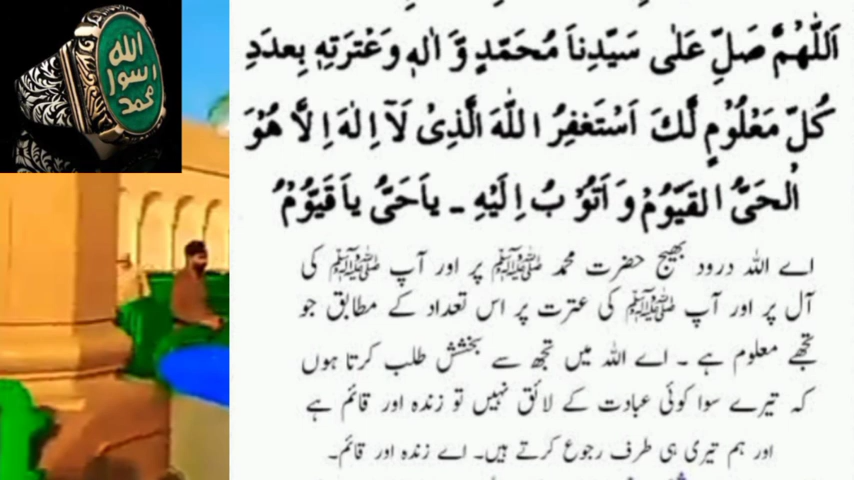 الله
رسول
محمد
اَللّٰهُمَّ صَلِّ عَلٰی سَیِّدِنَا مُحَمَّدٍ وَّاٰلِهٖ وَعِتْرَتِهٖ بِعَدَدِ
کُلِّ مَعْلُوْمٍ لَّكَ اَسْتَغْفِرُ اللّٰهَ الَّذِیْ لَآ اِلٰهَ اِلَّا هُوَ
الْحَیُّ الْقَیُّوْمُ وَ اَتُوْبُ اِلَیْهِ ۔ یاَحَیُّ یاَقَیُّوْمُ
اے اللہ درود بھیج حضرت محمد ﷺ پر اور آپ ﷺ کی
آل پر اور آپ ﷺ کی عترت پر اس تعداد کے مطابق جو
تجھے معلوم ہے ۔ اے اللہ میں تجھ سے بخشش طلب کرتا ہوں
کہ تیرے سوا کوئی عبادت کے لائق نہیں تو زندہ اور قائم ہے
اور ہم تیری ہی طرف رجوع کرتے ہیں۔ اے زندہ اور قائم۔